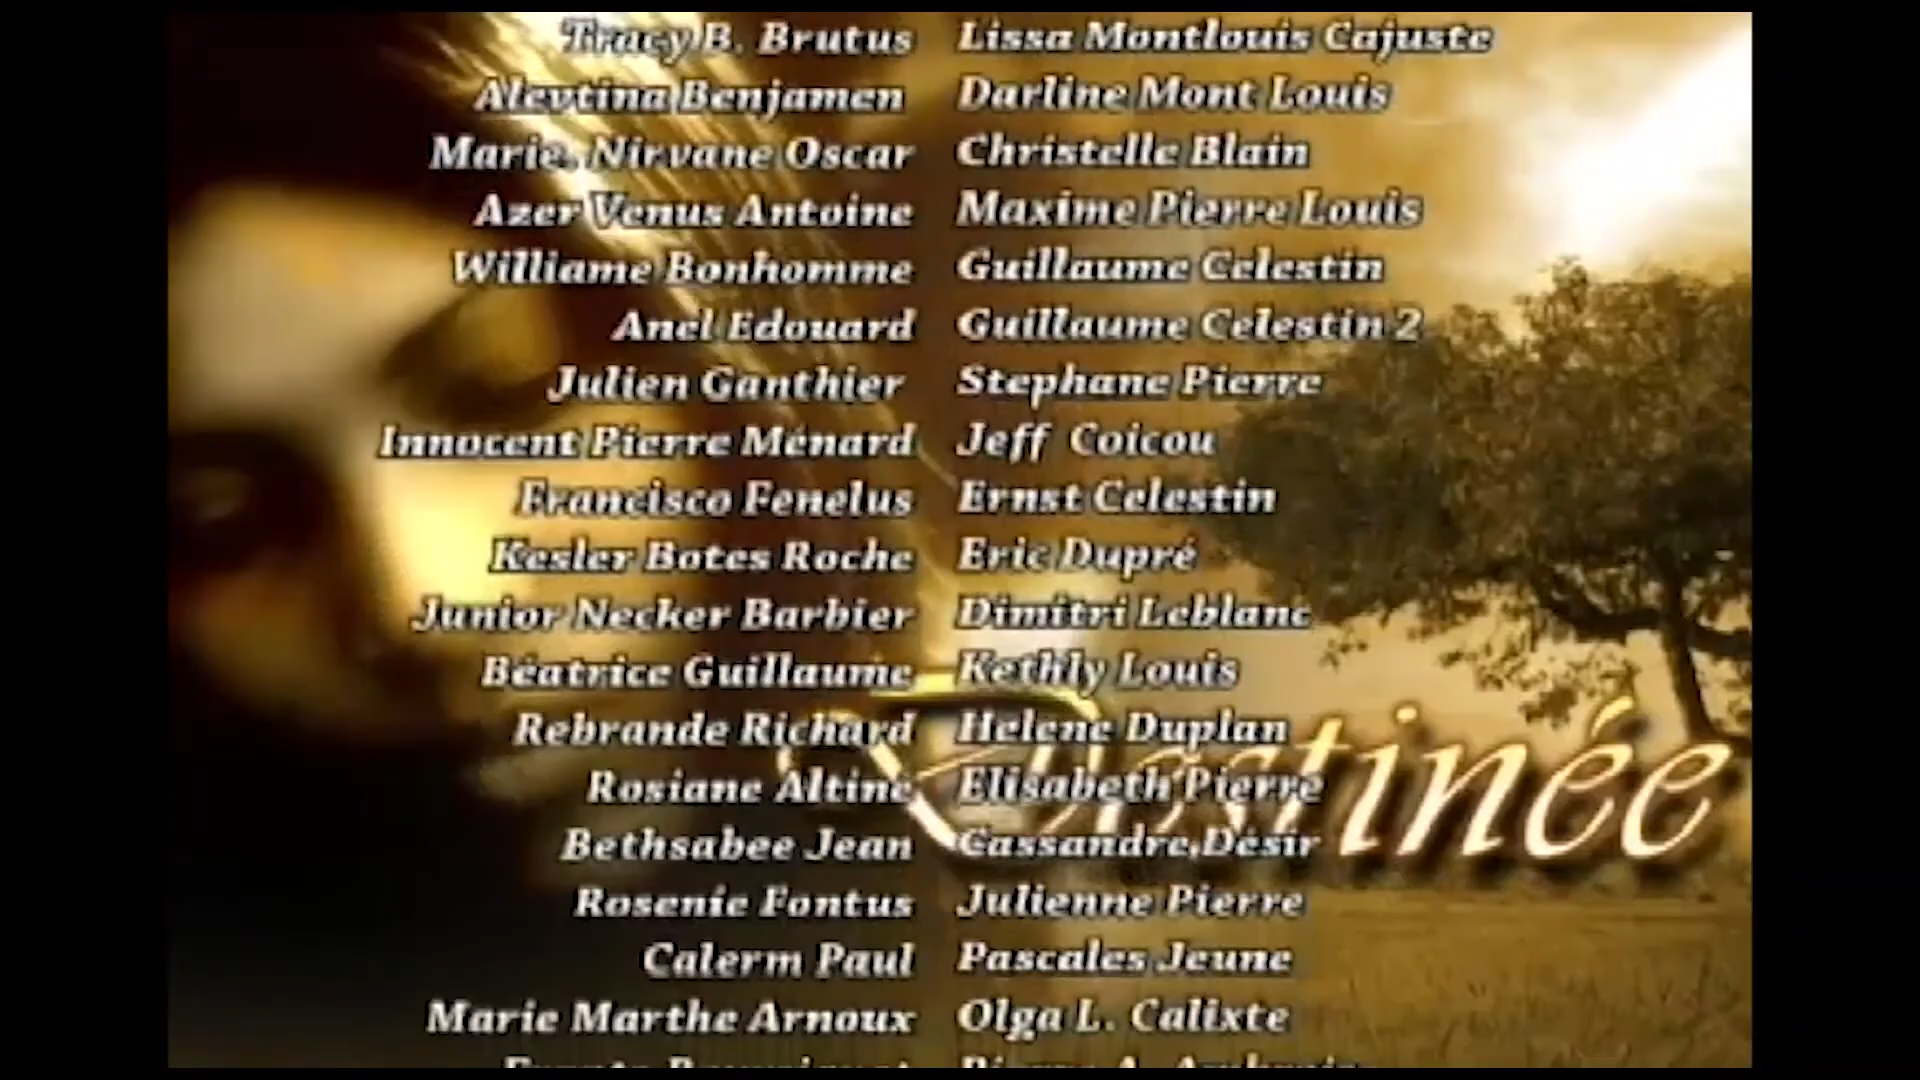 Tracy B. Brutus Lissa Montlouis Cajuste
Alevtina Benjamen Darline Mont Louis
Marie. Nirvane Oscar Christelle Blain
Azer Venus Antoine Maxime Pierre Louis
Williame Bonhomme Guillaume Celestin
Anel Edouard Guillaume Celestin 2
Julien Ganthier Stephane Pierre
Innocent Pierre Ménard Jeff Coicou
Francisco Fenelus Ernst Celestin
Kesler Botes Roche Eric Dupré
Junior Necker Barbier Dimitri Leblanc
Béatrice Guillaume Kethly Louis
Rebrande Richard Helene Duplan
Rosiane Altine Elisabeth Pierre
Bethsabee Jean Cassandre Désir
Rosenie Fontus Julienne Pierre
Calerm Paul Pascales Jeune
Marie Marthe Arnoux Olga L. Calixte
Destinée